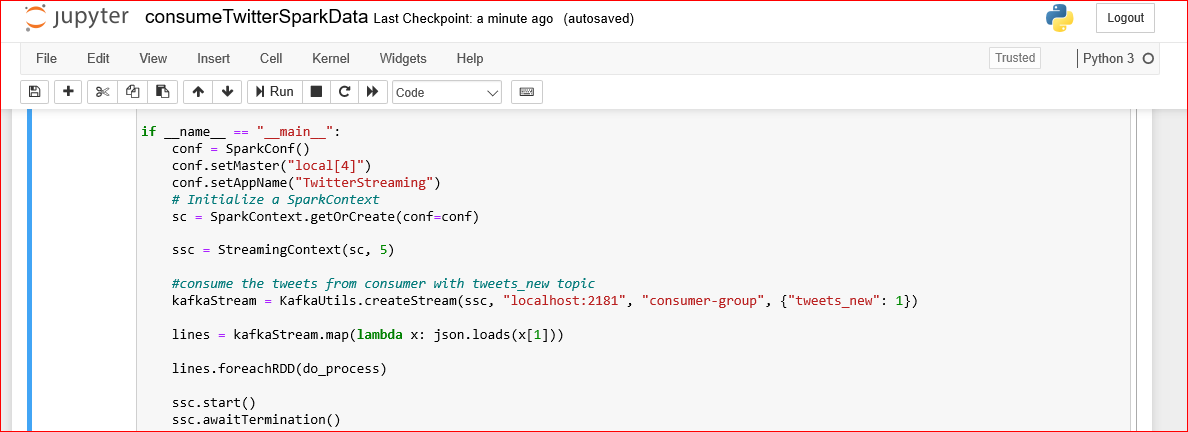 jupyter consumeTwitterSparkData Last Checkpoint: a minute ago (autosaved) Logout
File Edit View Insert Cell Kernel Widgets Help Trusted Python 3
Run Code
if __name__ == "__main__":
    conf = SparkConf()
    conf.setMaster("local[4]")
    conf.setAppName("TwitterStreaming")
    # Initialize a SparkContext
    sc = SparkContext.getOrCreate(conf=conf)
    ssc = StreamingContext(sc, 5)
    #consume the tweets from consumer with tweets_new topic
    kafkaStream = KafkaUtils.createStream(ssc, "localhost:2181", "consumer-group", {"tweets_new": 1})
    lines = kafkaStream.map(lambda x: json.loads(x[1]))
    lines.foreachRDD(do_process)
    ssc.start()
    ssc.awaitTermination()